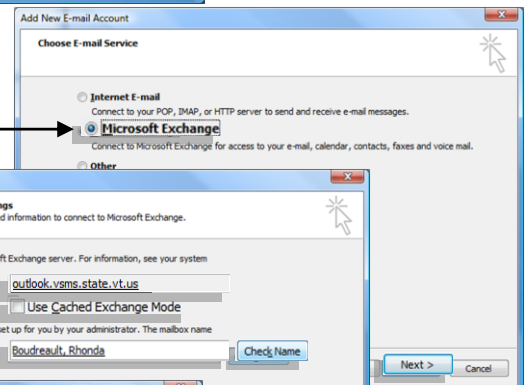 Add New E-mail Account
Choose E-mail Service
Internet E-mail
Connect to your POP, IMAP, or HTTP server to send and receive e-mail messages.
Microsoft Exchange
Connect to Microsoft Exchange for access to your e-mail, calendar, contacts, faxes and voice mail.
Other
ngs
d information to connect to Microsoft Exchange.
ft Exchange server. For information, see your system
outlook.vsms.state.vt.us
Use Cached Exchange Mode
set up for you by your administrator. The mailbox name
Boudreault, Rhonda
Check Name
Next >
Cancel